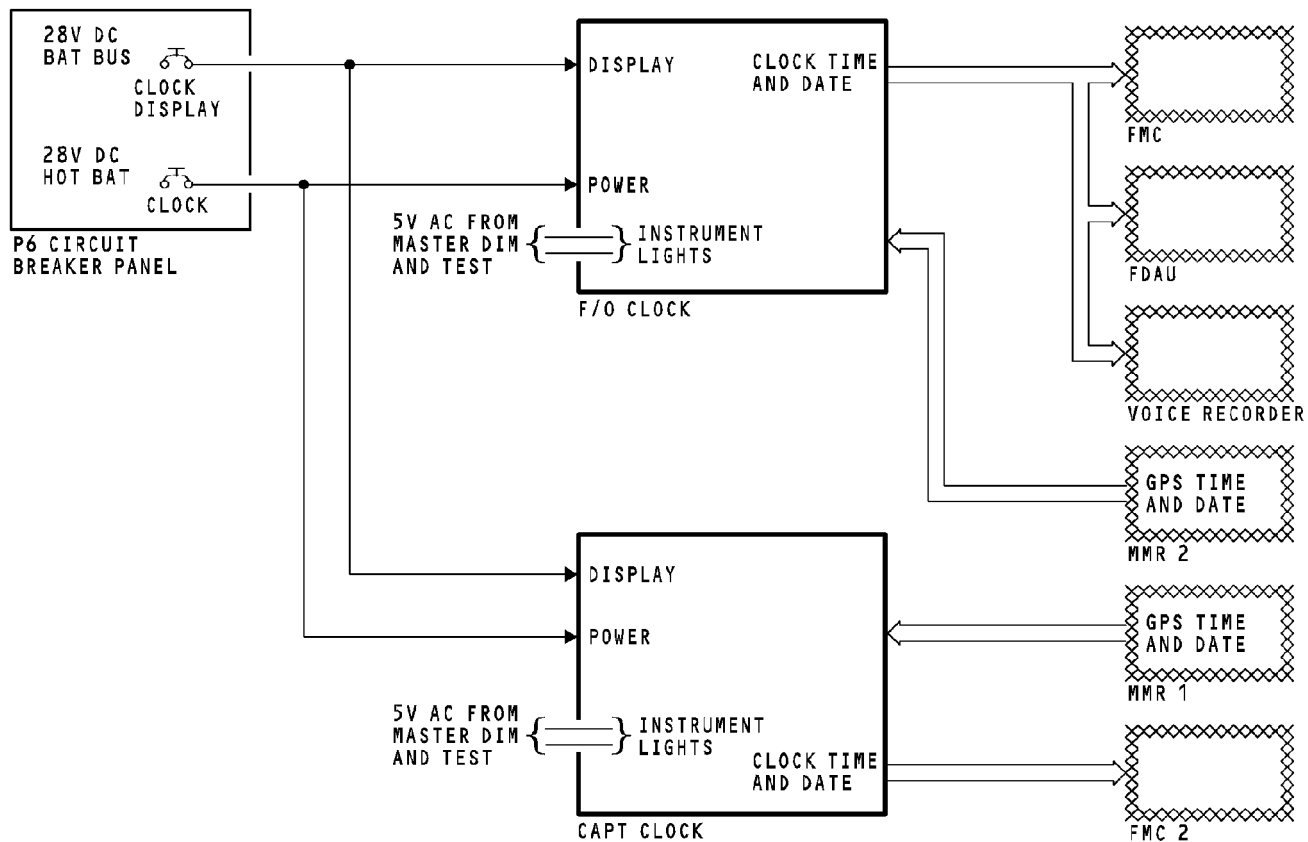 28V DC
BAT BUS
CLOCK
DISPLAY
28V DC
HOT BAT
CLOCK
P6 CIRCUIT
BREAKER PANEL
DISPLAY
CLOCK TIME
AND DATE
POWER
5V AC FROM
MASTER DIM
AND TEST
INSTRUMENT
LIGHTS
F/O CLOCK
FMC
FDAU
VOICE RECORDER
GPS TIME
AND DATE
MMR 2
DISPLAY
POWER
5V AC FROM
MASTER DIM
AND TEST
INSTRUMENT
LIGHTS
CLOCK TIME
AND DATE
CAPT CLOCK
GPS TIME
AND DATE
MMR 1
FMC 2